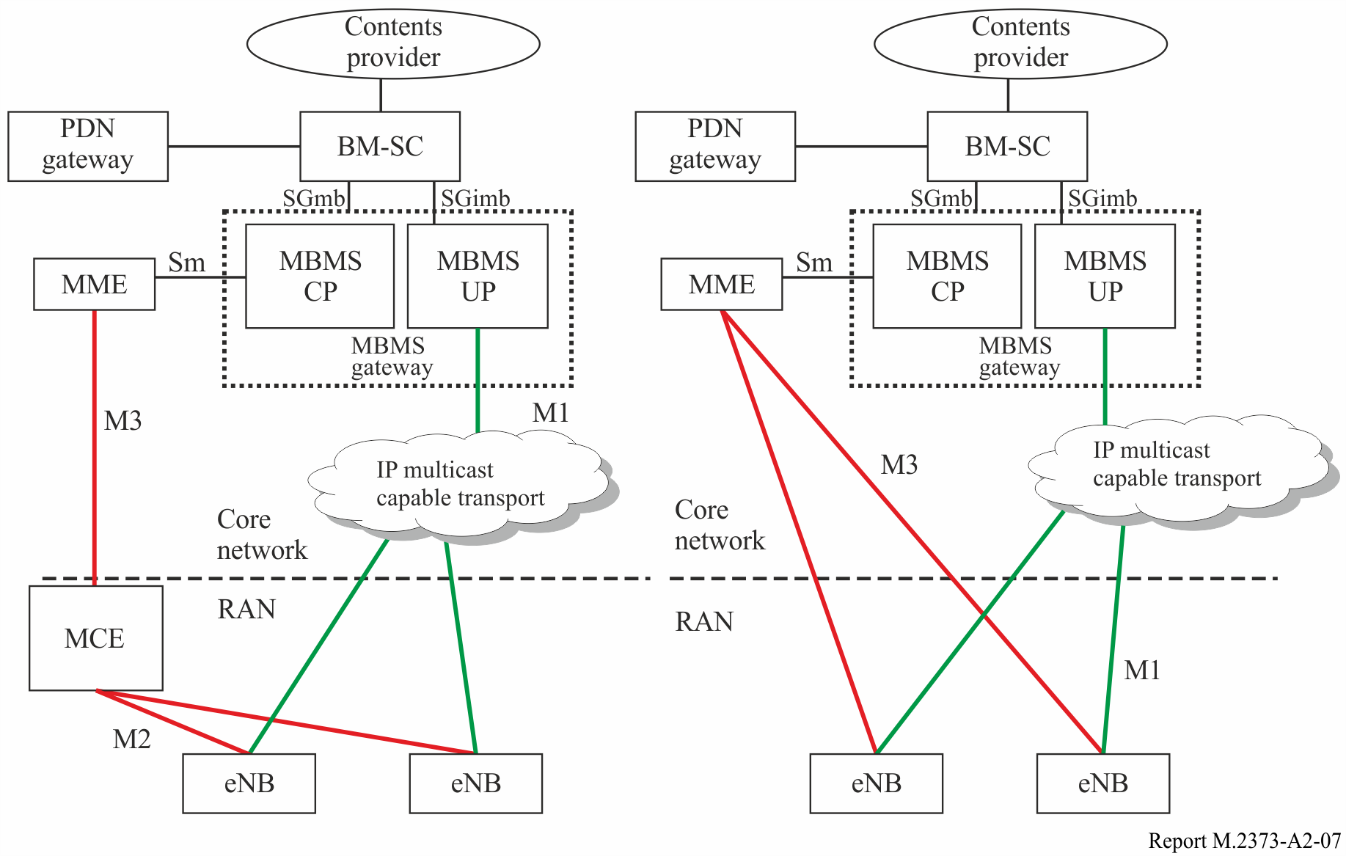 Contents
provider
PDN
gateway
BM-SC
SGmb
SGimb
MME
Sm
MBMS
CP
MBMS
UP
MBMS
gateway
M3
M1
IP multicast
capable transport
Core
network
RAN
MCE
M2
eNB
eNB
Contents
provider
PDN
gateway
BM-SC
SGmb
SGimb
MME
Sm
MBMS
CP
MBMS
UP
MBMS
gateway
M3
IP multicast
capable transport
Core
network
RAN
M1
eNB
eNB
Report M.2373-A2-07